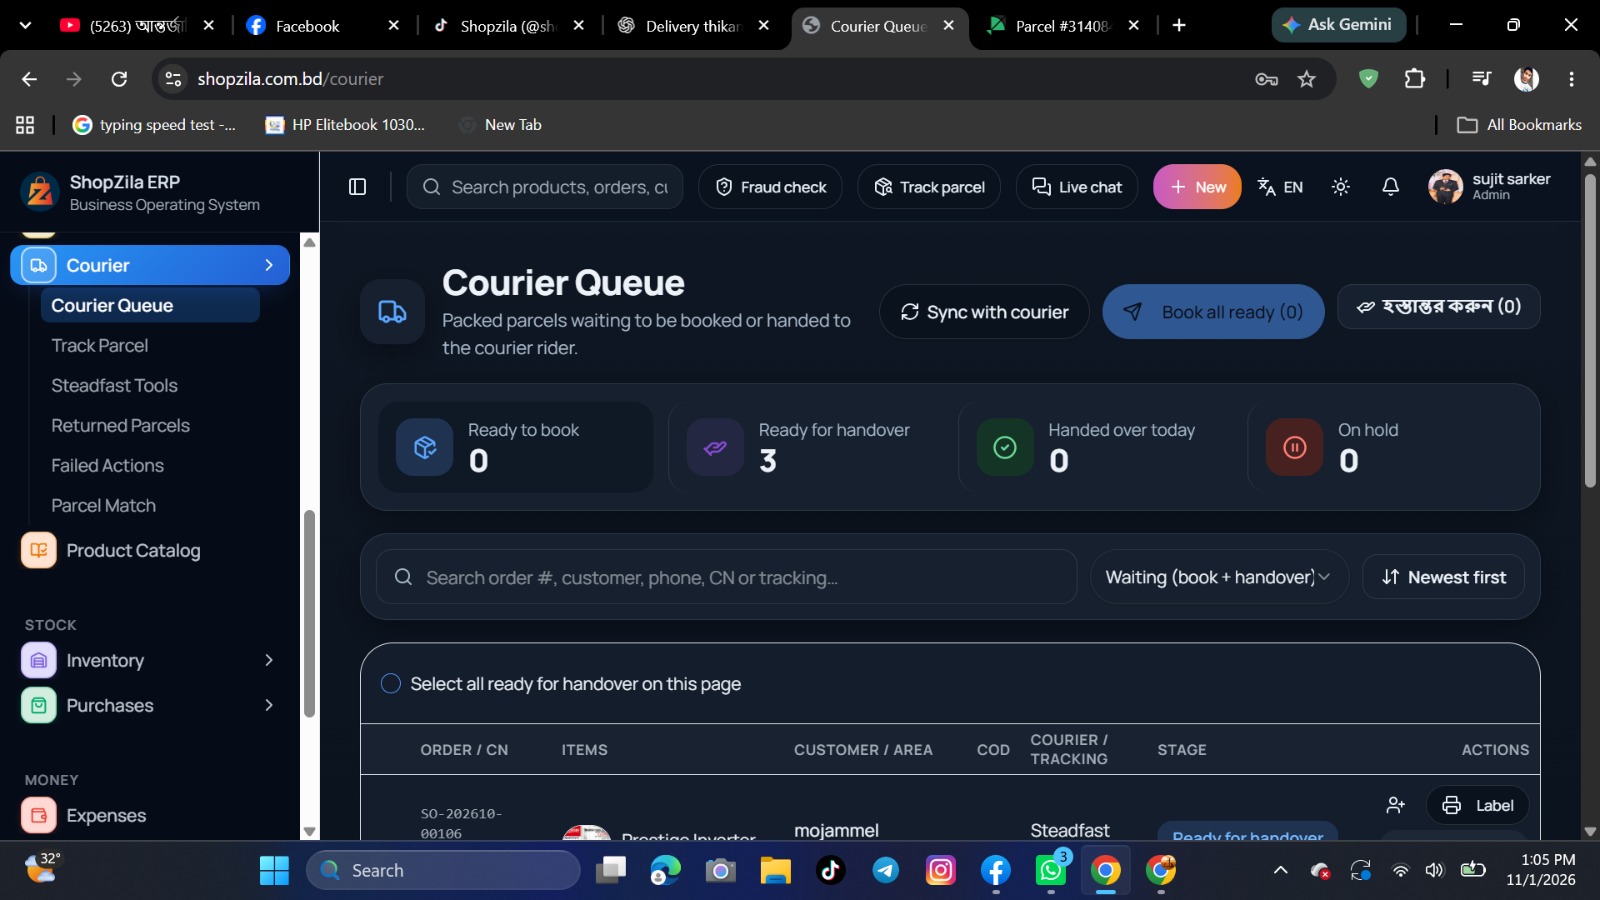 (5263) আন্তর্জা
Facebook
Shopzila (@sho
Delivery thikan
Courier Queue
Parcel #31408
Ask Gemini
shopzila.com.bd/courier
typing speed test -...
HP Elitebook 1030...
New Tab
All Bookmarks
ShopZila ERP
Business Operating System
Search products, orders, cu
Fraud check
Track parcel
Live chat
New
EN
sujit sarker
Admin
Courier
Courier Queue
Track Parcel
Steadfast Tools
Returned Parcels
Failed Actions
Parcel Match
Product Catalog
STOCK
Inventory
Purchases
MONEY
Expenses
Courier Queue
Packed parcels waiting to be booked or handed to
the courier rider.
Sync with courier
Book all ready (0)
হস্তান্তর করুন (0)
Ready to book
0
Ready for handover
3
Handed over today
0
On hold
0
Search order #, customer, phone, CN or tracking...
Waiting (book + handover)
Newest first
Select all ready for handover on this page
ORDER / CN
ITEMS
CUSTOMER / AREA
COD
COURIER /
TRACKING
STAGE
ACTIONS
SO-202610-
00106
Prestige Inverter
mojammel
Steadfast
Ready for handover
Label
32°
Search
3
1:05 PM
11/1/2026